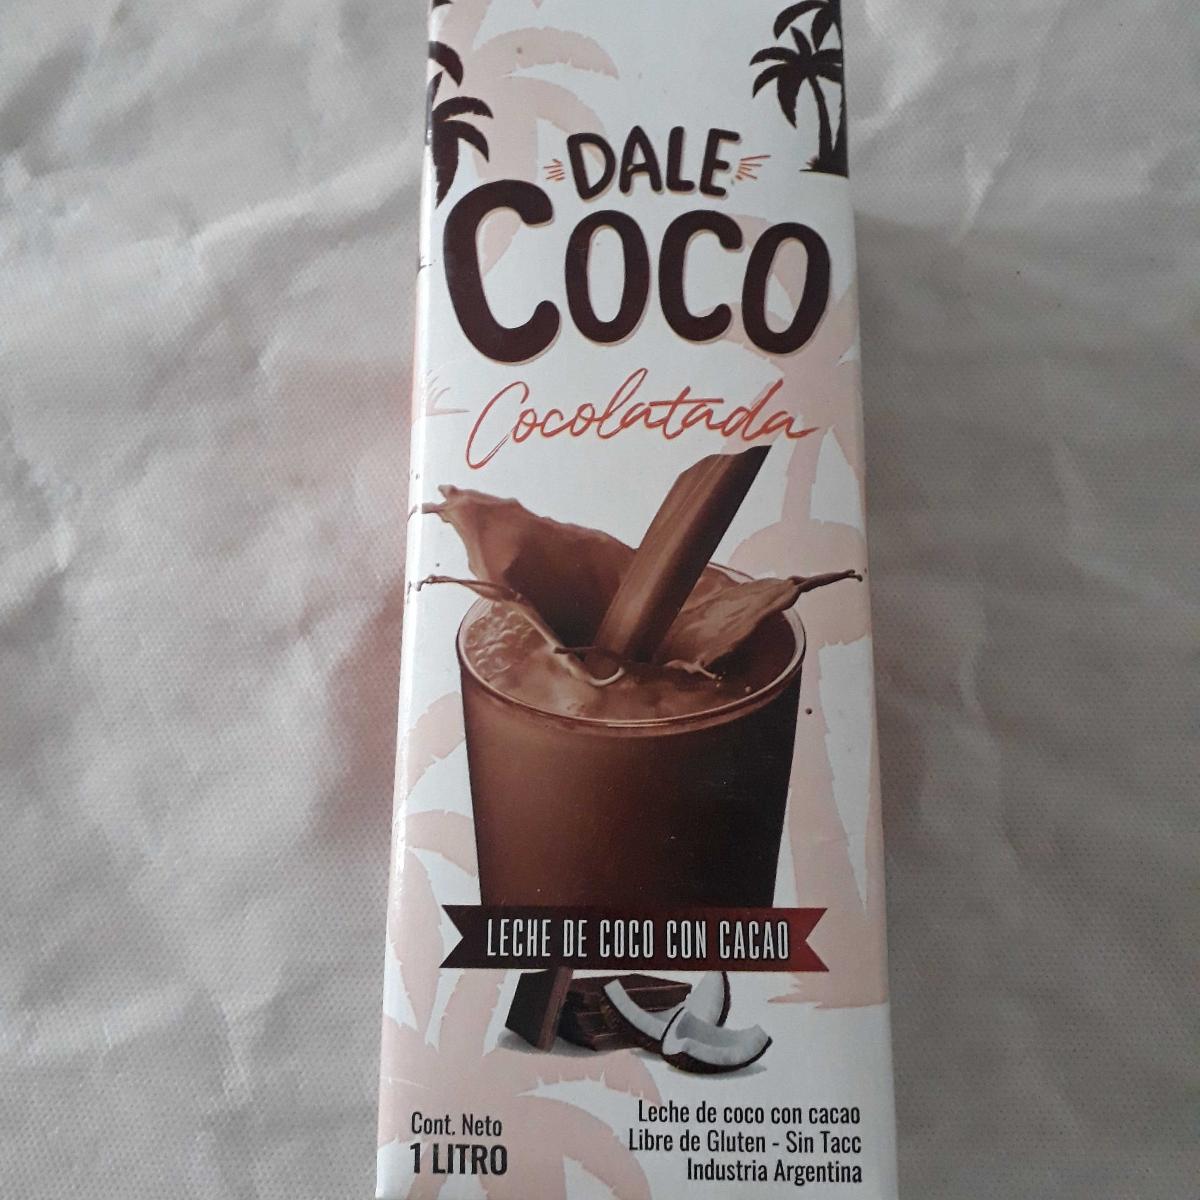 DALE
COCO
Cocolatada
LECHE DE COCO CON CACAO
Cont. Neto
1 LITRO
Leche de coco con cacao
Libre de Gluten - Sin Tacc
Industria Argentina